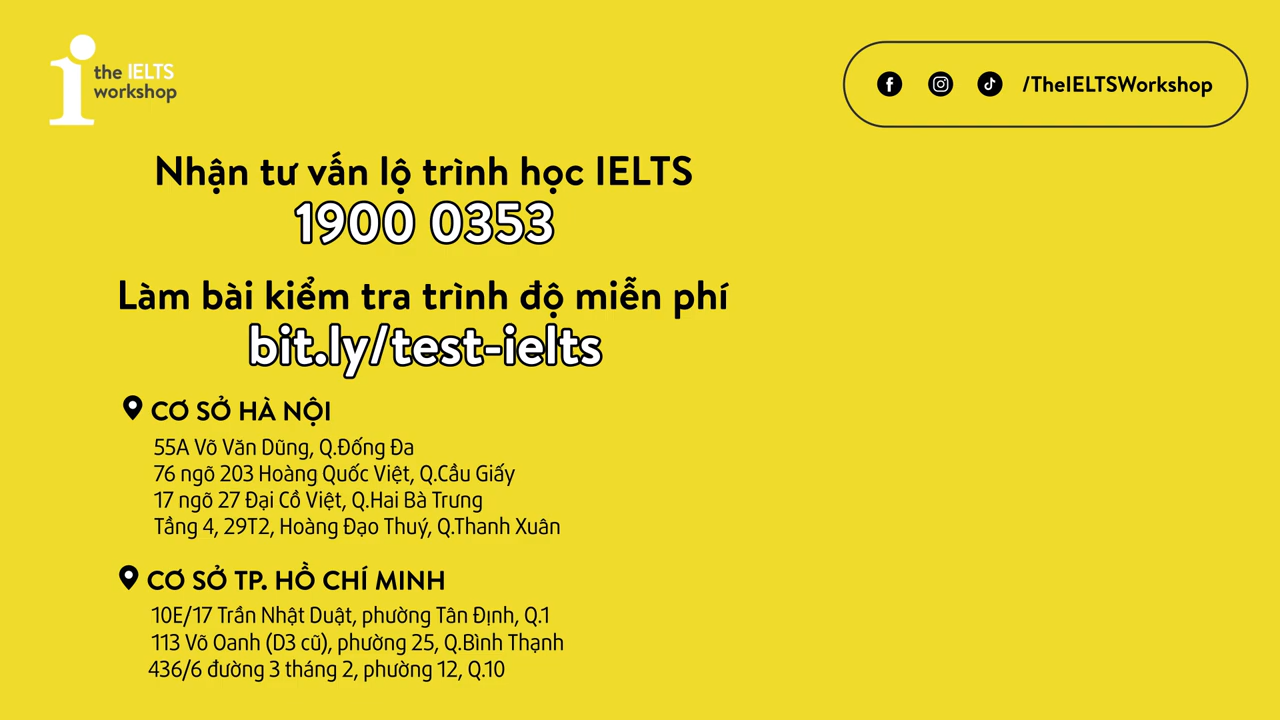 the IELTS
workshop
/TheIELTSWorkshop
Nhận tư vấn lộ trình học IELTS
1900 0353
Làm bài kiểm tra trình độ miễn phí
bit.ly/test-ielts
CƠ SỞ HÀ NỘI
55A Võ Văn Dũng, Q.Đống Đa
76 ngõ 203 Hoàng Quốc Việt, Q.Cầu Giấy
17 ngõ 27 Đại Cồ Việt, Q.Hai Bà Trưng
Tầng 4, 29T2, Hoàng Đạo Thuý, Q.Thanh Xuân
CƠ SỞ TP. HỒ CHÍ MINH
10E/17 Trần Nhật Duật, phường Tân Định, Q.1
113 Võ Oanh (D3 cũ), phường 25, Q.Bình Thạnh
436/6 đường 3 tháng 2, phường 12, Q.10